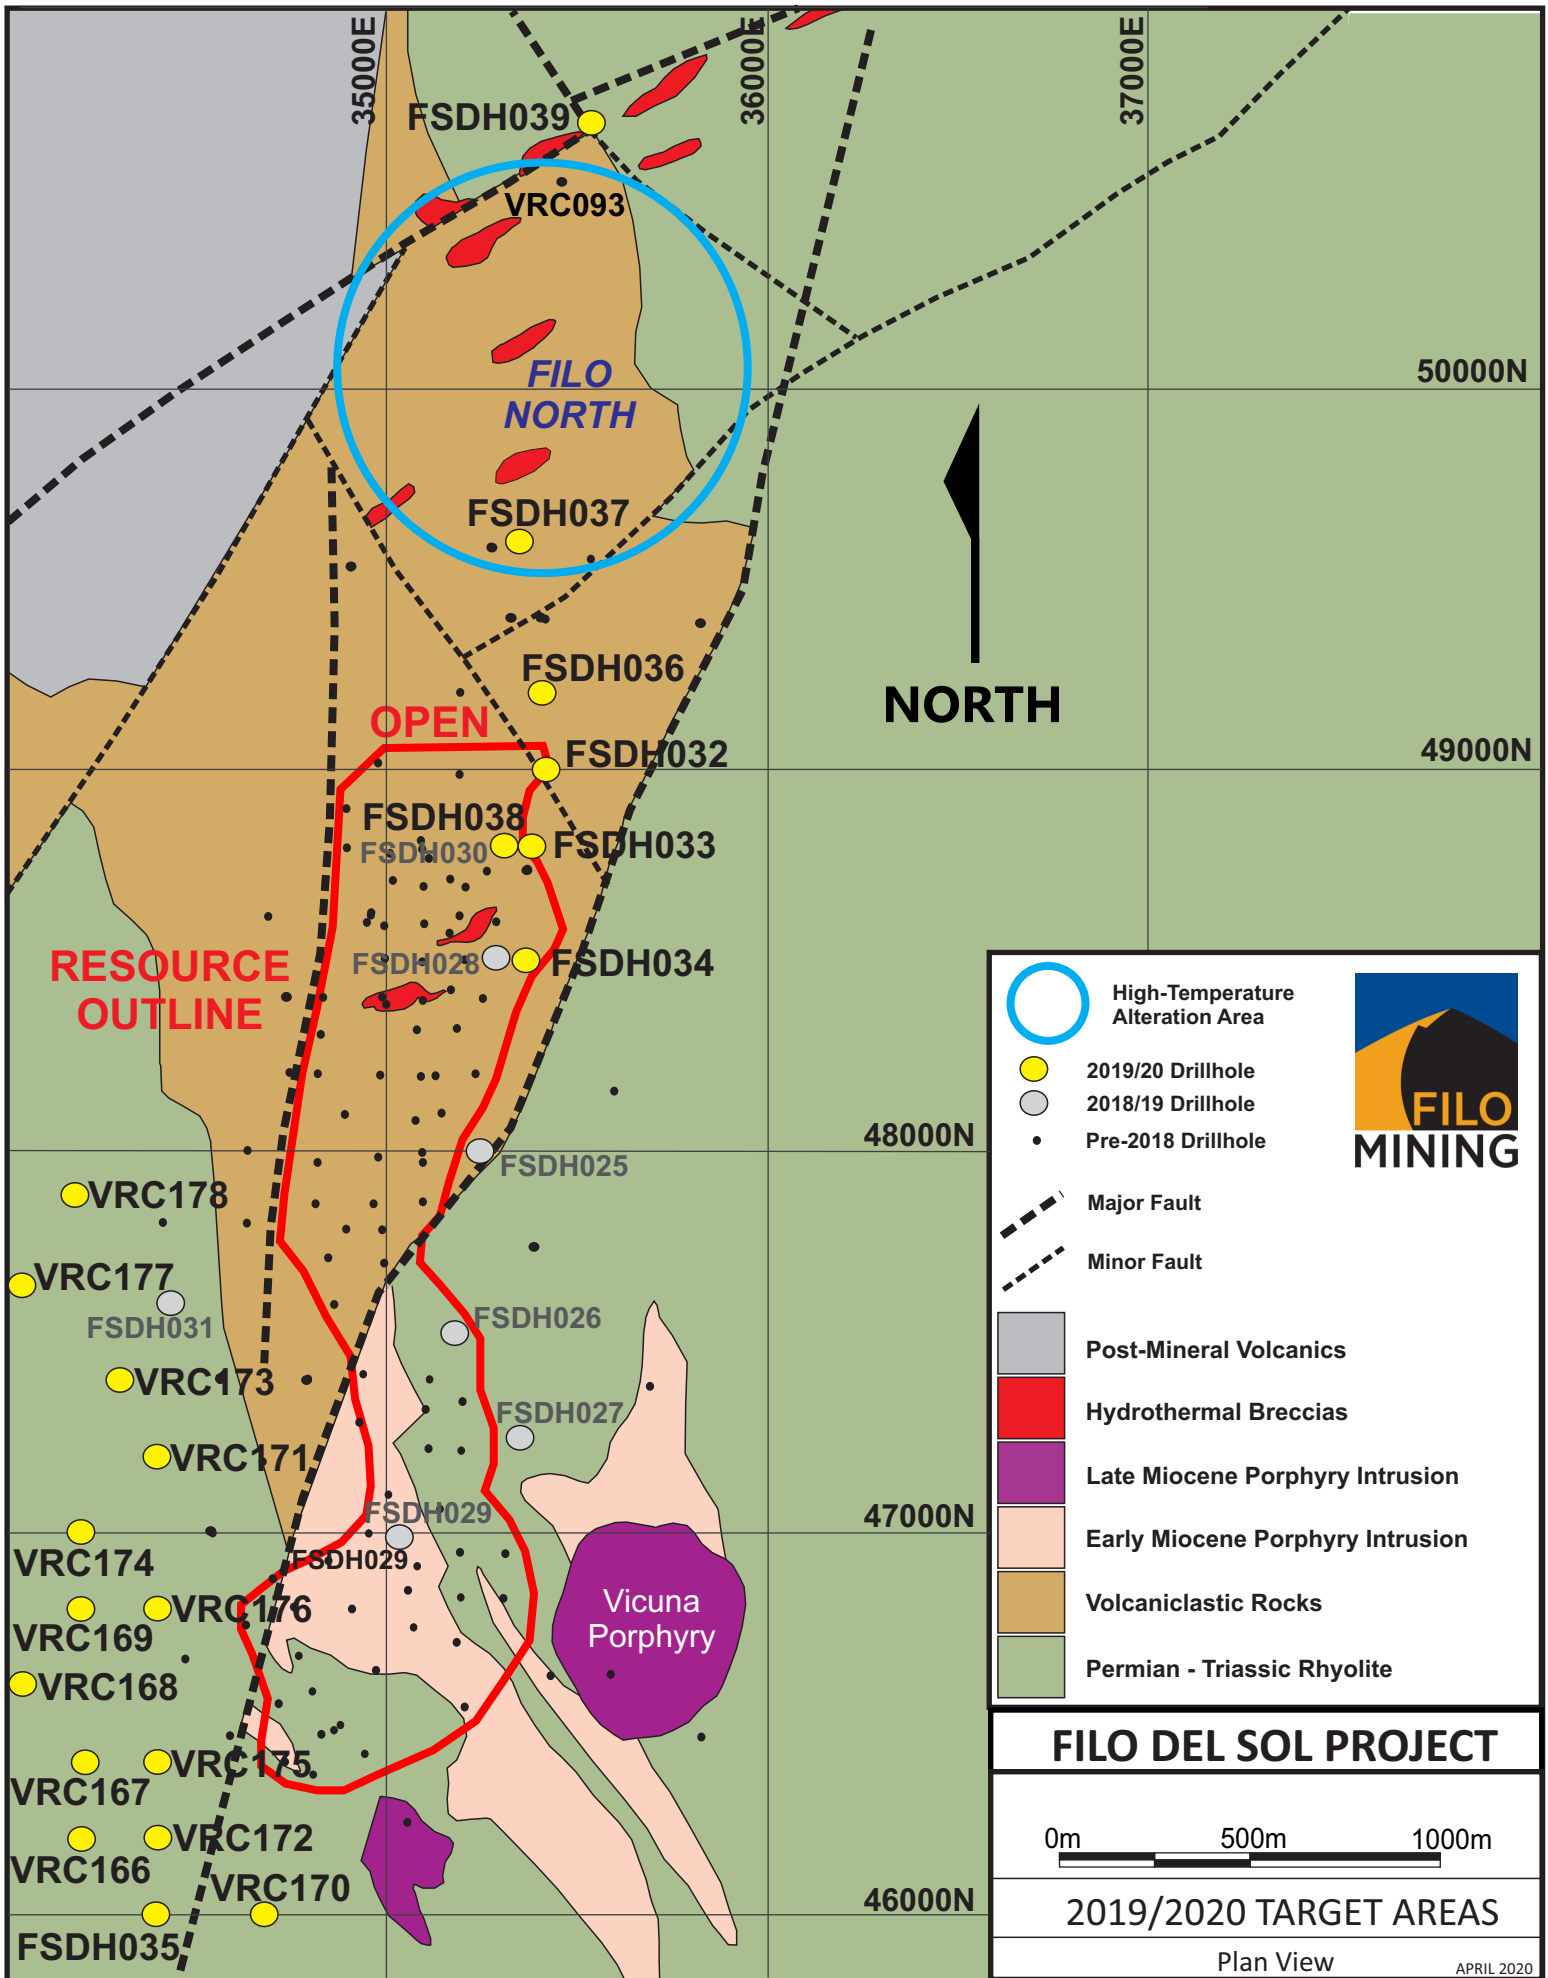 35000E
36000E
37000E
FSDH039
VRC093
FILO
NORTH
50000N
FSDH037
FSDH036
NORTH
OPEN
FSDH032
49000N
FSDH038
FSDH030
FSDH033
RESOURCE
OUTLINE
FSDH028
FSDH034
48000N
FSDH025
VRC178
VRC177
FSDH031
FSDH026
VRC173
FSDH027
VRC171
FSDH029
47000N
VRC174
FSDH029
VRC176
VRC169
Vicuna
Porphyry
VRC168
VRC175
VRC167
VRC172
VRC166
VRC170
46000N
FSDH035
High-Temperature
Alteration Area
2019/20 Drillhole
2018/19 Drillhole
Pre-2018 Drillhole
FILO
MINING
Major Fault
Minor Fault
Post-Mineral Volcanics
Hydrothermal Breccias
Late Miocene Porphyry Intrusion
Early Miocene Porphyry Intrusion
Volcaniclastic Rocks
Permian - Triassic Rhyolite
FILO DEL SOL PROJECT
0m 500m 1000m
2019/2020 TARGET AREAS
Plan View
APRIL 2020